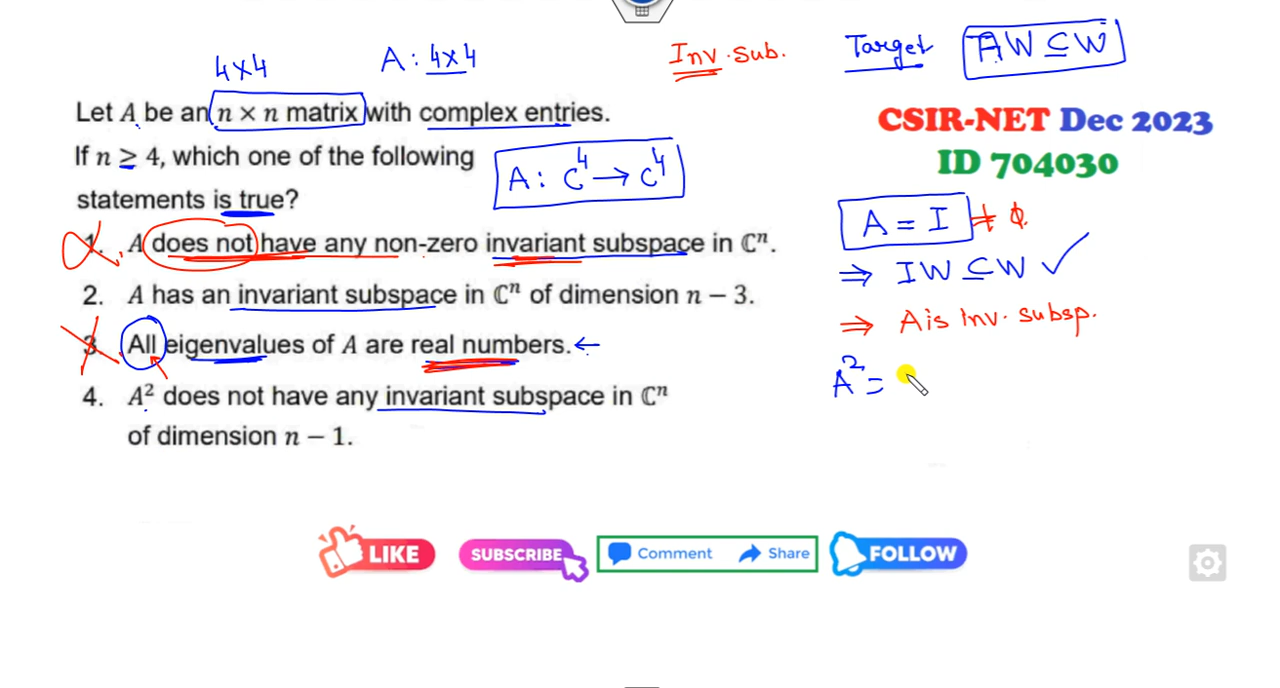 4×4
A : 4×4
Inv. Sub.
Target
AW ⊆ W
Let A be an n × n matrix with complex entries.
If n ≥ 4, which one of the following
statements is true?
A : C⁴ → C⁴
CSIR-NET Dec 2023
ID 704030
1. A does not have any non-zero invariant subspace in ℂⁿ.
2. A has an invariant subspace in ℂⁿ of dimension n − 3.
3. All eigenvalues of A are real numbers. ←
4. A² does not have any invariant subspace in ℂⁿ
of dimension n − 1.
A = I
⇒ IW ⊆ W ✓
⇒ A is Inv. subsp.
A² =
LIKE
SUBSCRIBE
Comment
Share
FOLLOW